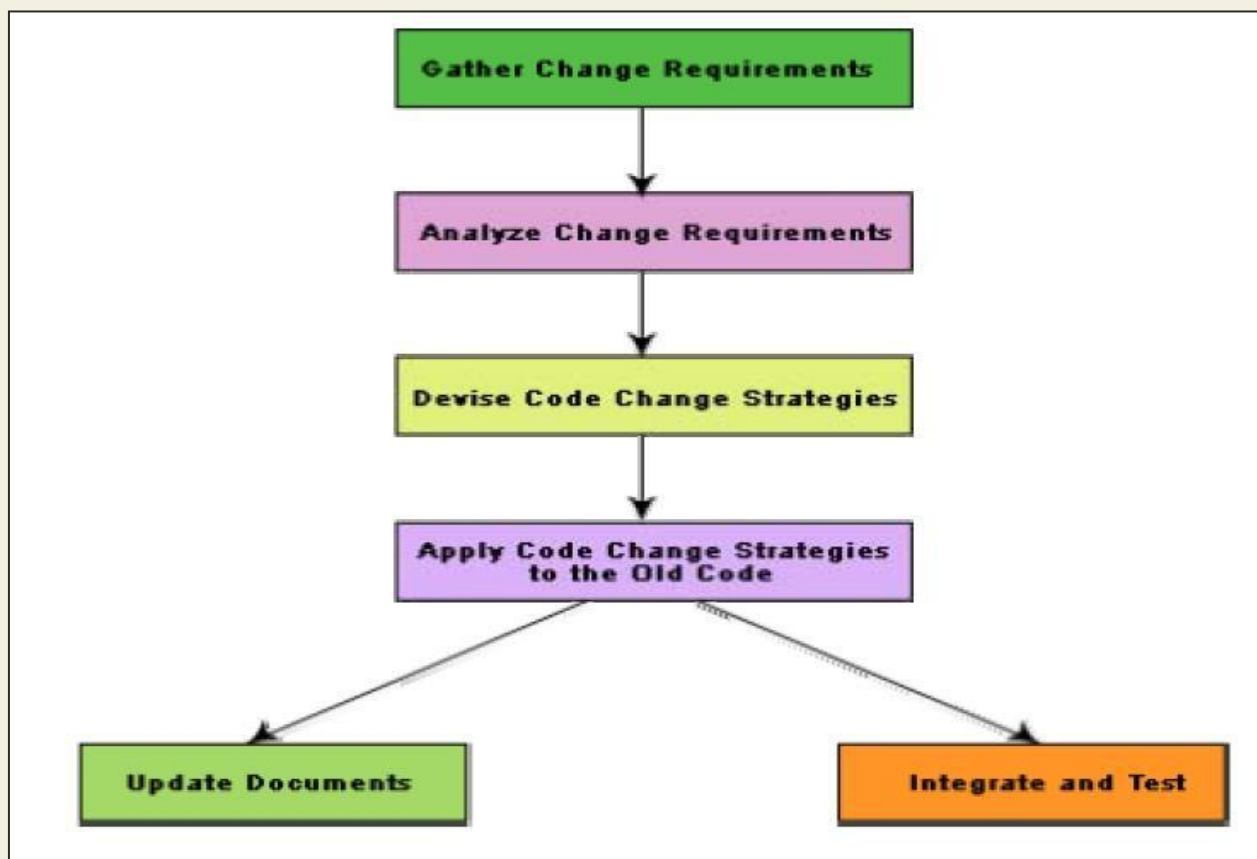 Gather Change Requirements
Analyze Change Requirements
Devise Code Change Strategies
Apply Code Change Strategies
to the Old Code
Update Documents
Integrate and Test